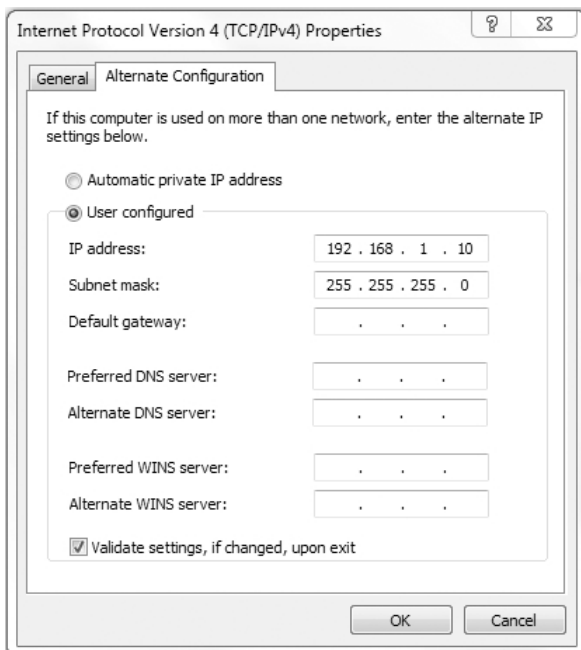 Internet Protocol Version 4 (TCP/IPv4) Properties
?
General
Alternate Configuration
If this computer is used on more than one network, enter the alternate IP
settings below.
Automatic private IP address
User configured
IP address: 192 . 168 . 1 . 10
Subnet mask: 255 . 255 . 255 . 0
Default gateway: . . .
Preferred DNS server: . . .
Alternate DNS server: . . .
Preferred WINS server: . . .
Alternate WINS server: . . .
Validate settings, if changed, upon exit
OK
Cancel